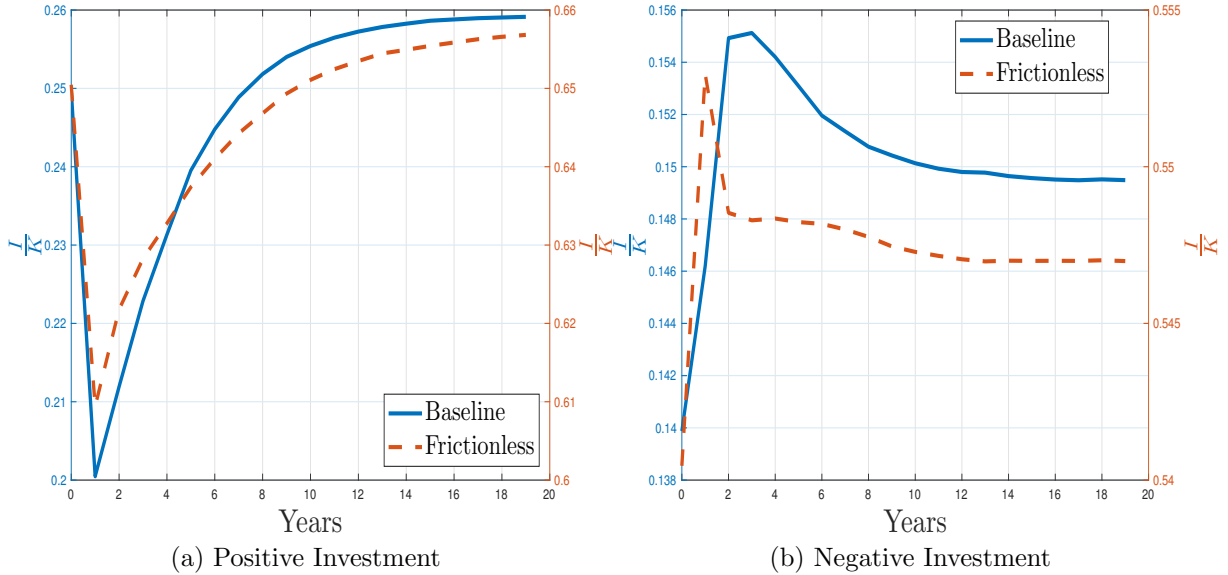 0.26
0.25
0.24
0.23
0.22
0.21
0.2
I/K
0.66
0.65
0.64
0.63
0.62
0.61
0.6
I/K
0 2 4 6 8 10 12 14 16 18 20
Years
Baseline
Frictionless
(a) Positive Investment
0.156
0.154
0.152
0.15
0.148
0.146
0.144
0.142
0.14
0.138
I/K
0.555
0.55
0.545
0.54
I/K
0 2 4 6 8 10 12 14 16 18 20
Years
Baseline
Frictionless
(b) Negative Investment